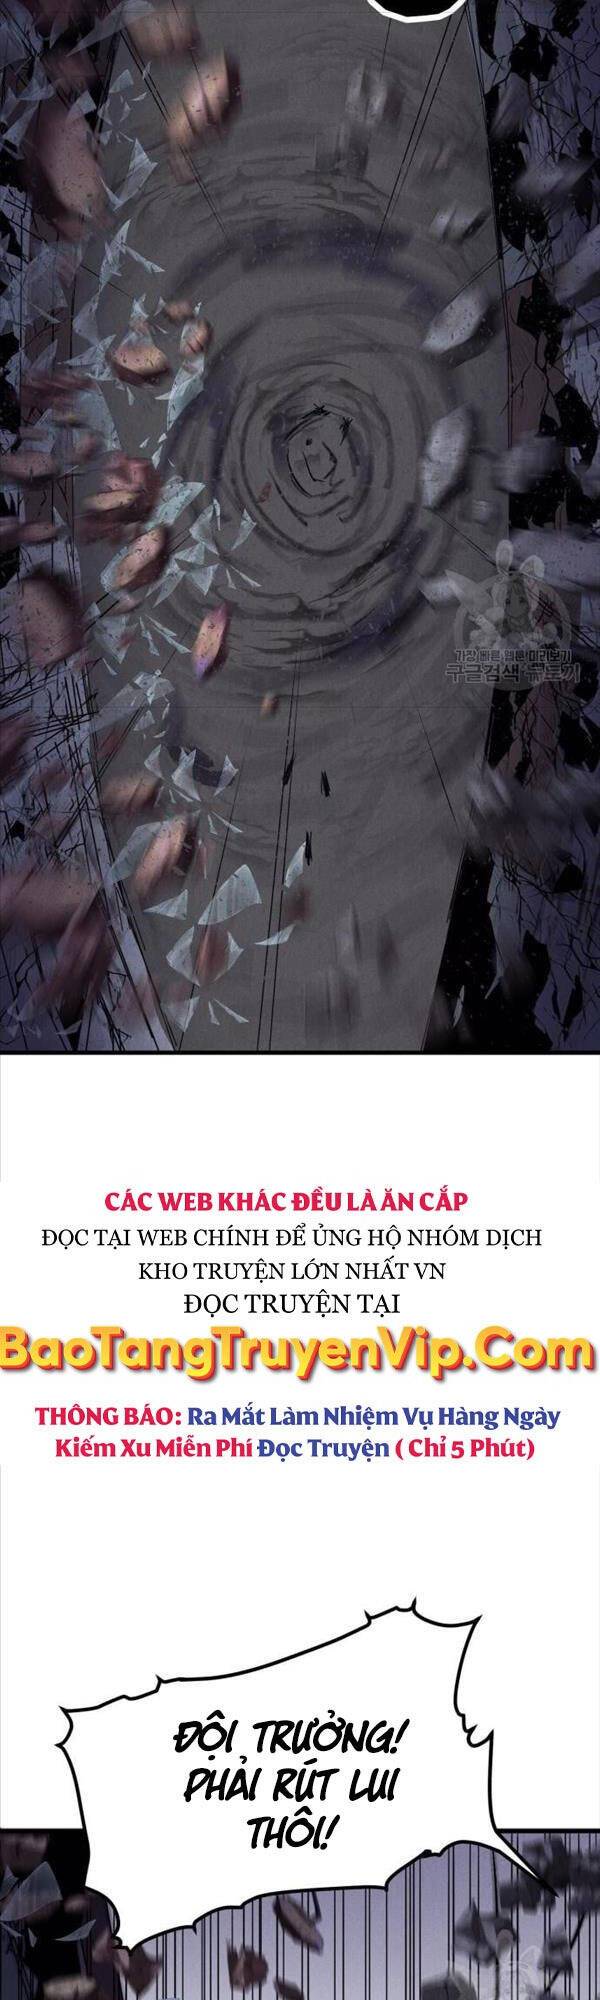 가장 빠른 웹툰 미리보기
구글검색 뉴토끼
CÁC WEB KHÁC ĐỀU LÀ ĂN CẮP
ĐỌC TẠI WEB CHÍNH ĐỂ ỦNG HỘ NHÓM DỊCH
KHO TRUYỆN LỚN NHẤT VN
ĐỌC TRUYỆN TẠI
BaoTangTruyenVip.Com
THÔNG BÁO: Ra Mắt Làm Nhiệm Vụ Hàng Ngày
Kiếm Xu Miễn Phí Đọc Truyện ( Chỉ 5 Phút)
ĐỘI TRƯỞNG!
PHẢI RÚT LUI
THÔI!